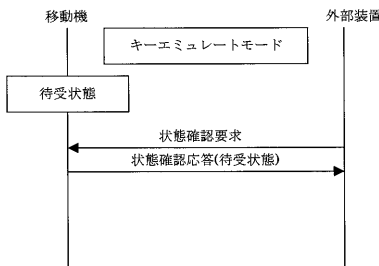 移動機
外部装置
キーエミュレートモード
待受状態
状態確認要求
状態確認応答(待受状態)